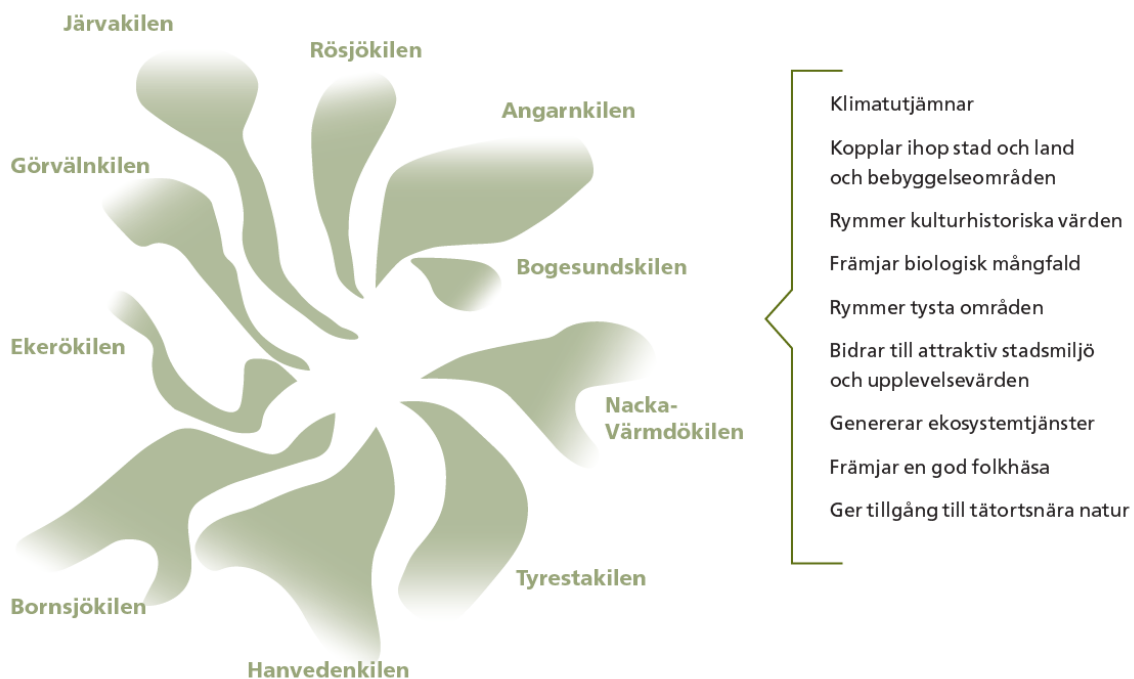 Järvakilen
Rösjökilen
Angarnkilen
Görvälnkilen
Bogesundskilen
Ekerökilen
Nacka-
Värmdökilen
Tyrestakilen
Bornsjökilen
Hanvedenkilen
Klimatutjämnar
Kopplar ihop stad och land
och bebyggelseområden
Rymmer kulturhistoriska värden
Främjar biologisk mångfald
Rymmer tysta områden
Bidrar till attraktiv stadsmiljö
och upplevelsevärden
Genererar ekosystemtjänster
Främjar en god folkhäsa
Ger tillgång till tätortsnära natur